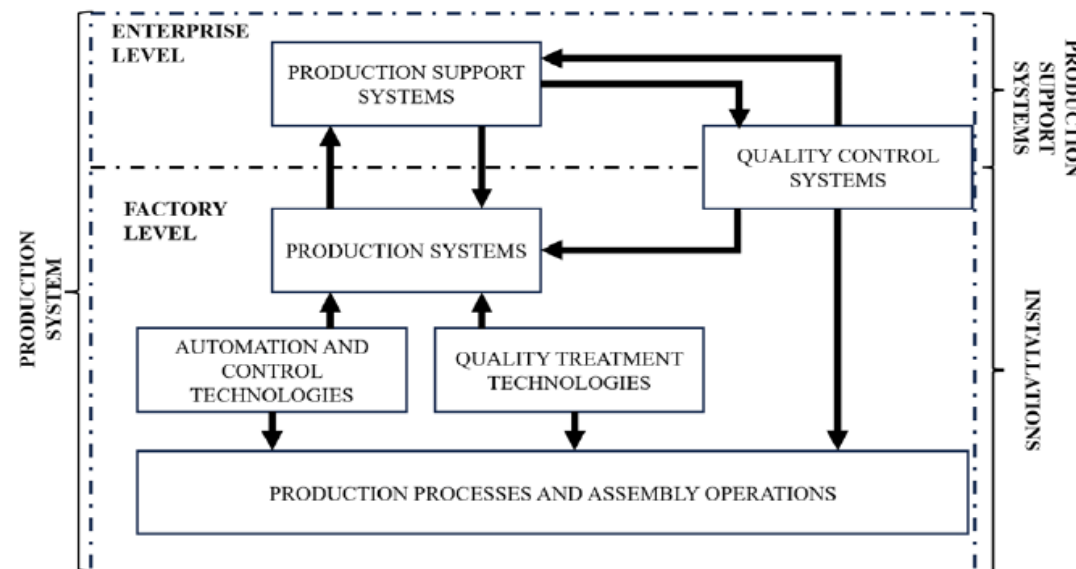 ENTERPRISE
LEVEL
PRODUCTION SUPPORT
SYSTEMS
PRODUCTION
SUPPORT
SYSTEMS
QUALITY CONTROL
SYSTEMS
FACTORY
LEVEL
PRODUCTION SYSTEMS
PRODUCTION
SYSTEM
INSTALLATIONS
AUTOMATION AND
CONTROL
TECHNOLOGIES
QUALITY TREATMENT
TECHNOLOGIES
PRODUCTION PROCESSES AND ASSEMBLY OPERATIONS